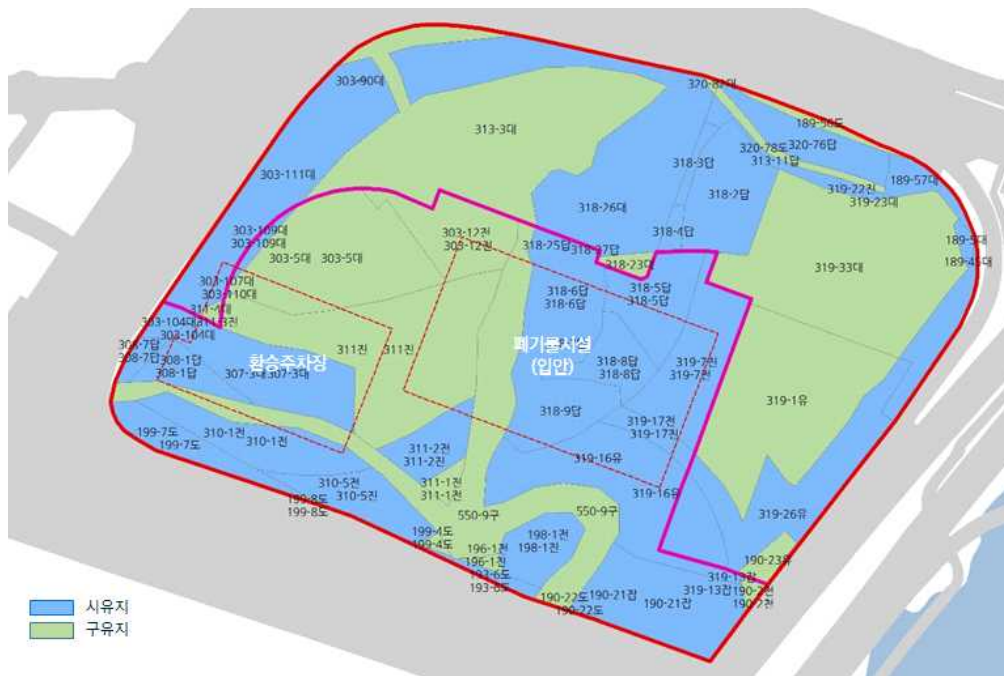 370-87대
303-90대
189-56도
313-3대
320-78도
320-76답
313-11답
318-3답
303-111대
318-2답
319-22전
189-57대
319-23대
318-26대
303-109대
303-109대
303-12전
303-12전
318-4답
318-25답
318-27답
189-5대
303-5대
303-5대
318-23대
319-33대
189-45대
303-107대
303-110대
318-6답
318-6답
318-5답
318-5답
303-104대
311-3전
303-104대
308-7답
308-7답
308-1답
308-1답
환승주차장
311전
311전
폐기물시설
(입안)
318-8답
318-8답
319-7전
319-7전
307-3대
307-3대
318-9답
319-1유
199-7도
199-7도
310-1전
310-1전
319-17전
319-17전
311-2전
311-2전
319-16유
311-1전
311-1전
310-5전
310-5전
319-16유
199-8도
199-8도
550-9구
550-9구
319-26유
199-4도
199-4도
198-1전
198-1전
196-1전
196-1전
190-23유
193-6도
193-6도
319-13잡
319-13잡
190-2전
190-2전
190-22도
190-22도
190-21잡
190-21잡
시유지
구유지